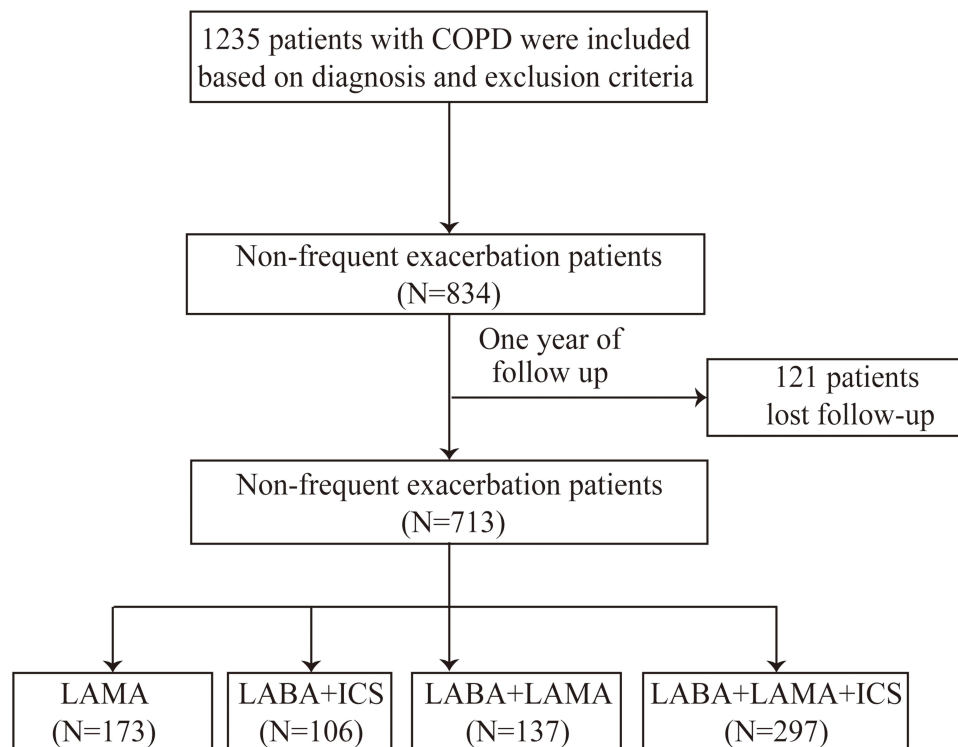 1235 patients with COPD were included
based on diagnosis and exclusion criteria
Non-frequent exacerbation patients
(N=834)
One year of
follow up
121 patients
lost follow-up
Non-frequent exacerbation patients
(N=713)
LAMA
(N=173)
LABA+ICS
(N=106)
LABA+LAMA
(N=137)
LABA+LAMA+ICS
(N=297)